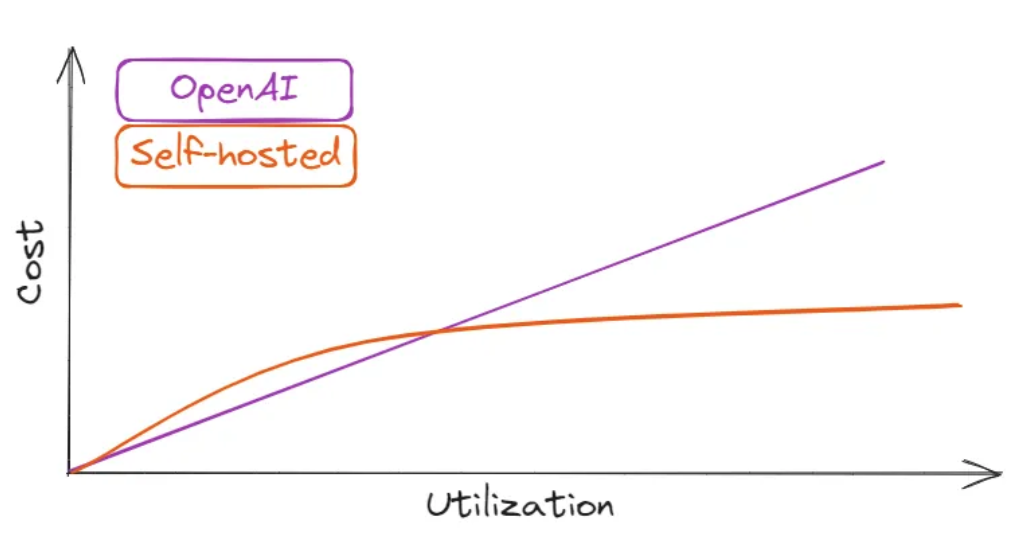 OpenAI
Self-hosted
Cost
Utilization